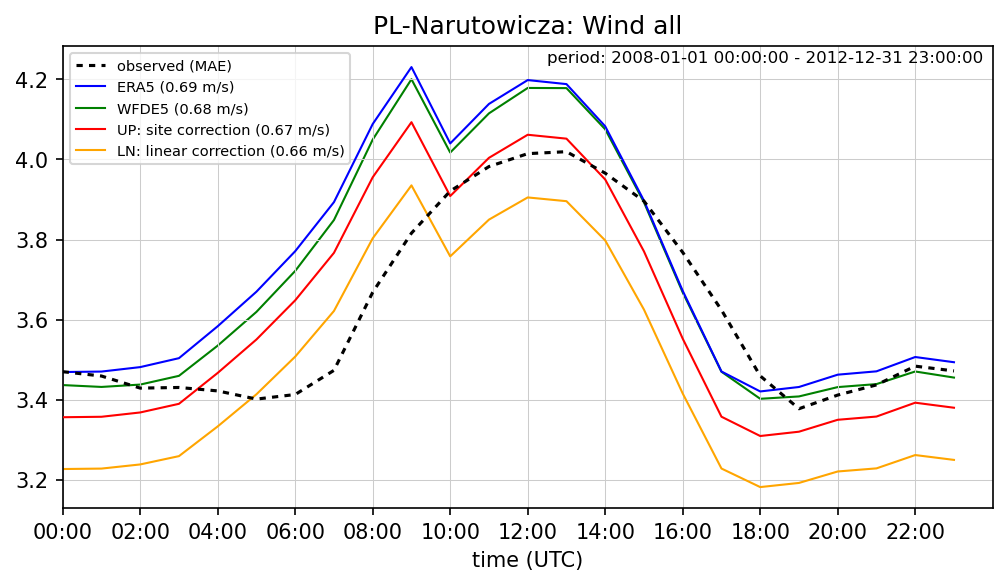 PL-Narutowicza: Wind all
period: 2008-01-01 00:00:00 - 2012-12-31 23:00:00
observed (MAE)
ERA5 (0.69 m/s)
WFDE5 (0.68 m/s)
UP: site correction (0.67 m/s)
LN: linear correction (0.66 m/s)
4.2
4.0
3.8
3.6
3.4
3.2
00:00 02:00 04:00 06:00 08:00 10:00 12:00 14:00 16:00 18:00 20:00 22:00
time (UTC)